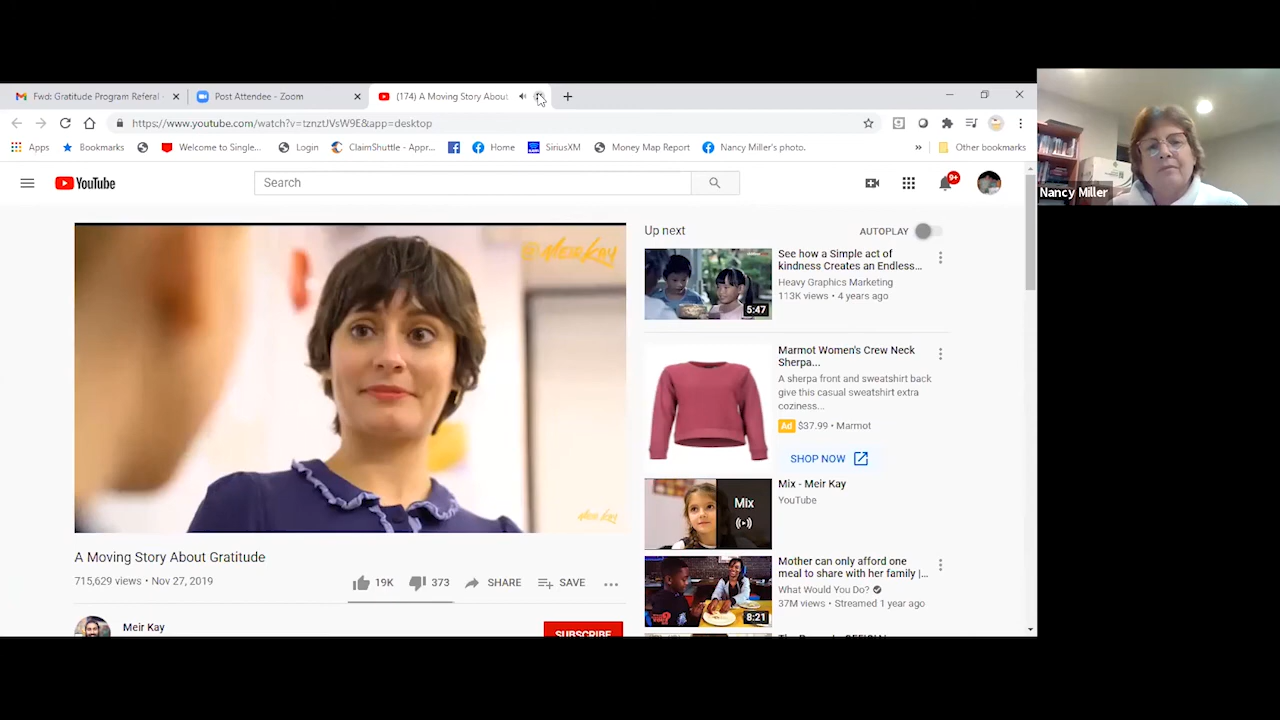 Fwd: Gratitude Program Referal
Post Attendee - Zoom
(174) A Moving Story About
https://www.youtube.com/watch?v=tznztJVsW9E&app=desktop
Apps
Bookmarks
Welcome to Single...
Login
ClaimShuttle - Appr...
Home
SiriusXM
Money Map Report
Nancy Miller's photo.
»
Other bookmarks
Nancy Miller
YouTube
Search
9+
@MEIR KAY
MEIR KAY
A Moving Story About Gratitude
715,629 views • Nov 27, 2019
19K
373
SHARE
SAVE
Meir Kay
SUBSCRIBE
Up next
AUTOPLAY
5:47
See how a Simple act of
kindness Creates an Endless...
Heavy Graphics Marketing
113K views • 4 years ago
Marmot Women's Crew Neck
Sherpa...
A sherpa front and sweatshirt back
give this casual sweatshirt extra
coziness...
Ad $37.99 • Marmot
SHOP NOW
Mix
Mix - Meir Kay
YouTube
8:21
Mother can only afford one
meal to share with her family |...
What Would You Do?
37M views • Streamed 1 year ago